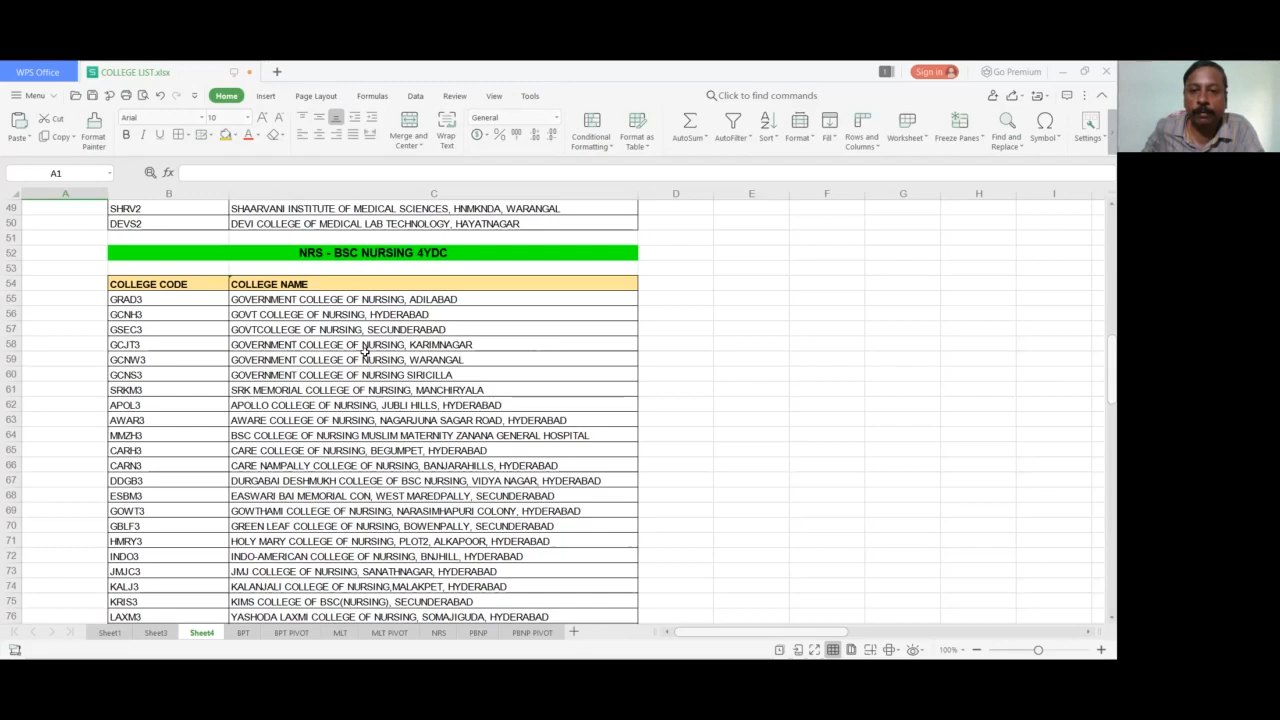 WPS Office
COLLEGE LIST.xlsx
Sign in
Go Premium
Menu
Home
Insert
Page Layout
Formulas
Data
Review
View
Tools
Click to find commands
Paste
Cut
Copy
Format Painter
Arial
10
Merge and Center
Wrap Text
General
Conditional Formatting
Format as Table
AutoSum
AutoFilter
Sort
Format
Fill
Rows and Columns
Worksheet
Freeze Panes
Find and Replace
Symbol
Settings
A1
A B C D E F G H I
49 SHRV2 SHAARVANI INSTITUTE OF MEDICAL SCIENCES, HNMKNDA, WARANGAL
50 DEVS2 DEVI COLLEGE OF MEDICAL LAB TECHNOLOGY, HAYATNAGAR
51
52 NRS - BSC NURSING 4YDC
53
54 COLLEGE CODE COLLEGE NAME
55 GRAD3 GOVERNMENT COLLEGE OF NURSING, ADILABAD
56 GCNH3 GOVT COLLEGE OF NURSING, HYDERABAD
57 GSEC3 GOVTCOLLEGE OF NURSING, SECUNDERABAD
58 GCJT3 GOVERNMENT COLLEGE OF NURSING, KARIMNAGAR
59 GCNW3 GOVERNMENT COLLEGE OF NURSING, WARANGAL
60 GCNS3 GOVERNMENT COLLEGE OF NURSING SIRICILLA
61 SRKM3 SRK MEMORIAL COLLEGE OF NURSING, MANCHIRYALA
62 APOL3 APOLLO COLLEGE OF NURSING, JUBLI HILLS, HYDERABAD
63 AWAR3 AWARE COLLEGE OF NURSING, NAGARJUNA SAGAR ROAD, HYDERABAD
64 MMZH3 BSC COLLEGE OF NURSING MUSLIM MATERNITY ZANANA GENERAL HOSPITAL
65 CARH3 CARE COLLEGE OF NURSING, BEGUMPET, HYDERABAD
66 CARN3 CARE NAMPALLY COLLEGE OF NURSING, BANJARAHILLS, HYDERABAD
67 DDGB3 DURGABAI DESHMUKH COLLEGE OF BSC NURSING, VIDYA NAGAR, HYDERABAD
68 ESBM3 EASWARI BAI MEMORIAL CON, WEST MAREDPALLY, SECUNDERABAD
69 GOWT3 GOWTHAMI COLLEGE OF NURSING, NARASIMHAPURI COLONY, HYDERABAD
70 GBLF3 GREEN LEAF COLLEGE OF NURSING, BOWENPALLY, SECUNDERABAD
71 HMRY3 HOLY MARY COLLEGE OF NURSING, PLOT2, ALKAPOOR, HYDERABAD
72 INDO3 INDO-AMERICAN COLLEGE OF NURSING, BNJHILL, HYDERABAD
73 JMJC3 JMJ COLLEGE OF NURSING, SANATHNAGAR, HYDERABAD
74 KALJ3 KALANJALI COLLEGE OF NURSING,MALAKPET, HYDERABAD
75 KRIS3 KIMS COLLEGE OF BSC(NURSING), SECUNDERABAD
76 LAXM3 YASHODA LAXMI COLLEGE OF NURSING, SOMAJIGUDA, HYDERABAD
Sheet1 Sheet3 Sheet4 BPT BPT PIVOT MLT MLT PIVOT NRS PBNP PBNP PIVOT
100%